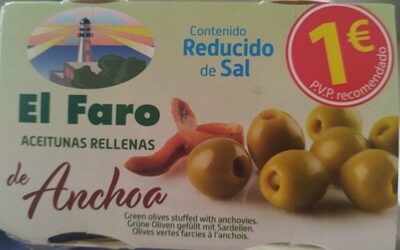 Contenido
Reducido
de Sal
1€
P.V.P. recomendado
El Faro
ACEITUNAS RELLENAS
de Anchoa
Green olives stuffed with anchovies.
Grüne Oliven gefüllt mit Sardellen.
Olives vertes farcies à l'anchois.